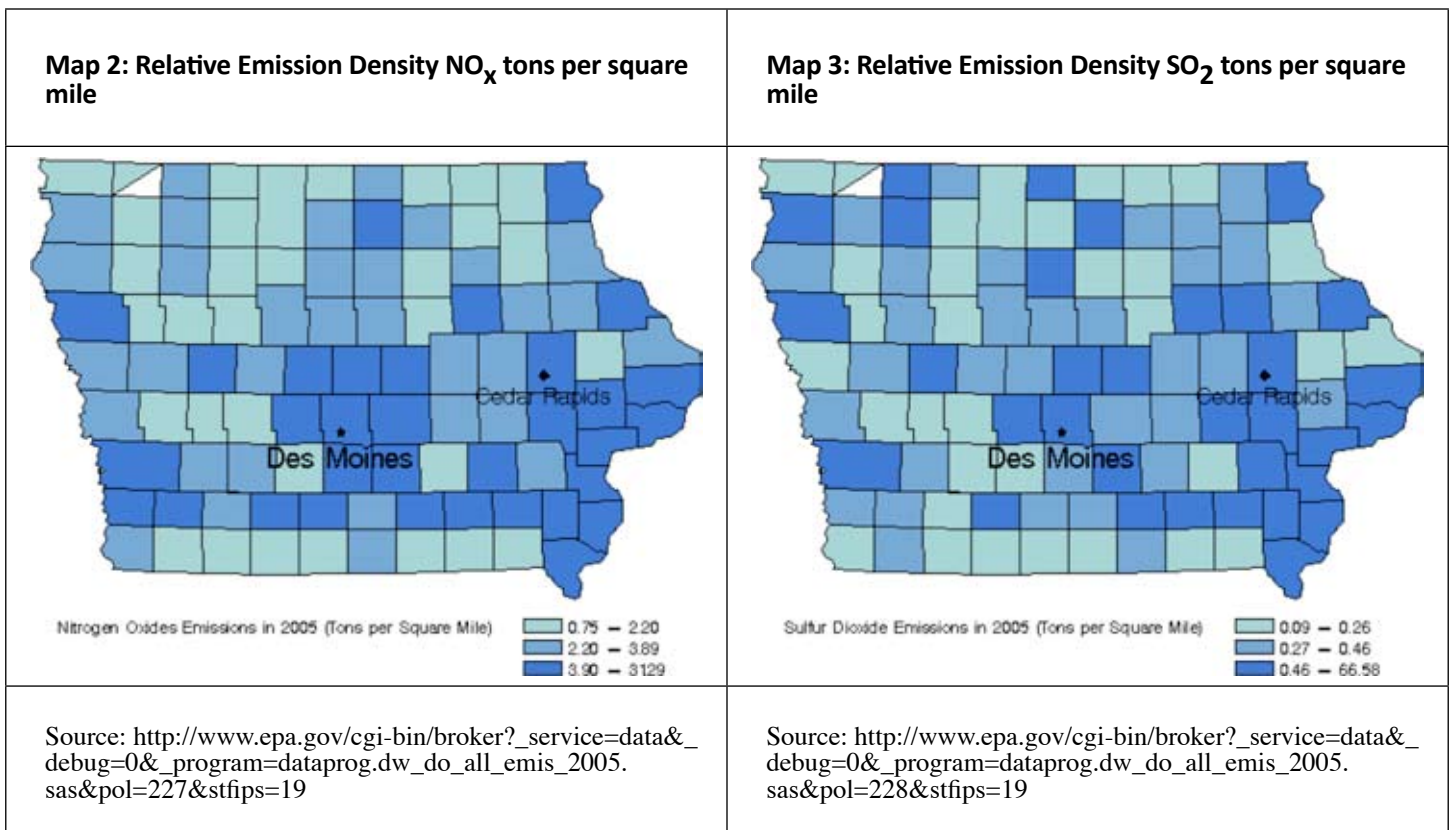 Map 2: Relative Emission Density NOx tons per square
mile
Map 3: Relative Emission Density SO2 tons per square
mile
Cedar Rapids
Des Moines
Nitrogen Oxides Emissions in 2005 (Tons per Square Mile)
0.75 – 2.20
2.20 – 3.89
3.90 – 31.29
Cedar Rapids
Des Moines
Sulfur Dioxide Emissions in 2005 (Tons per Square Mile)
0.09 – 0.26
0.27 – 0.46
0.46 – 66.58
Source: http://www.epa.gov/cgi-bin/broker?_service=data&_
debug=0&_program=dataprog.dw_do_all_emis_2005.
sas&pol=227&stfips=19
Source: http://www.epa.gov/cgi-bin/broker?_service=data&_
debug=0&_program=dataprog.dw_do_all_emis_2005.
sas&pol=228&stfips=19